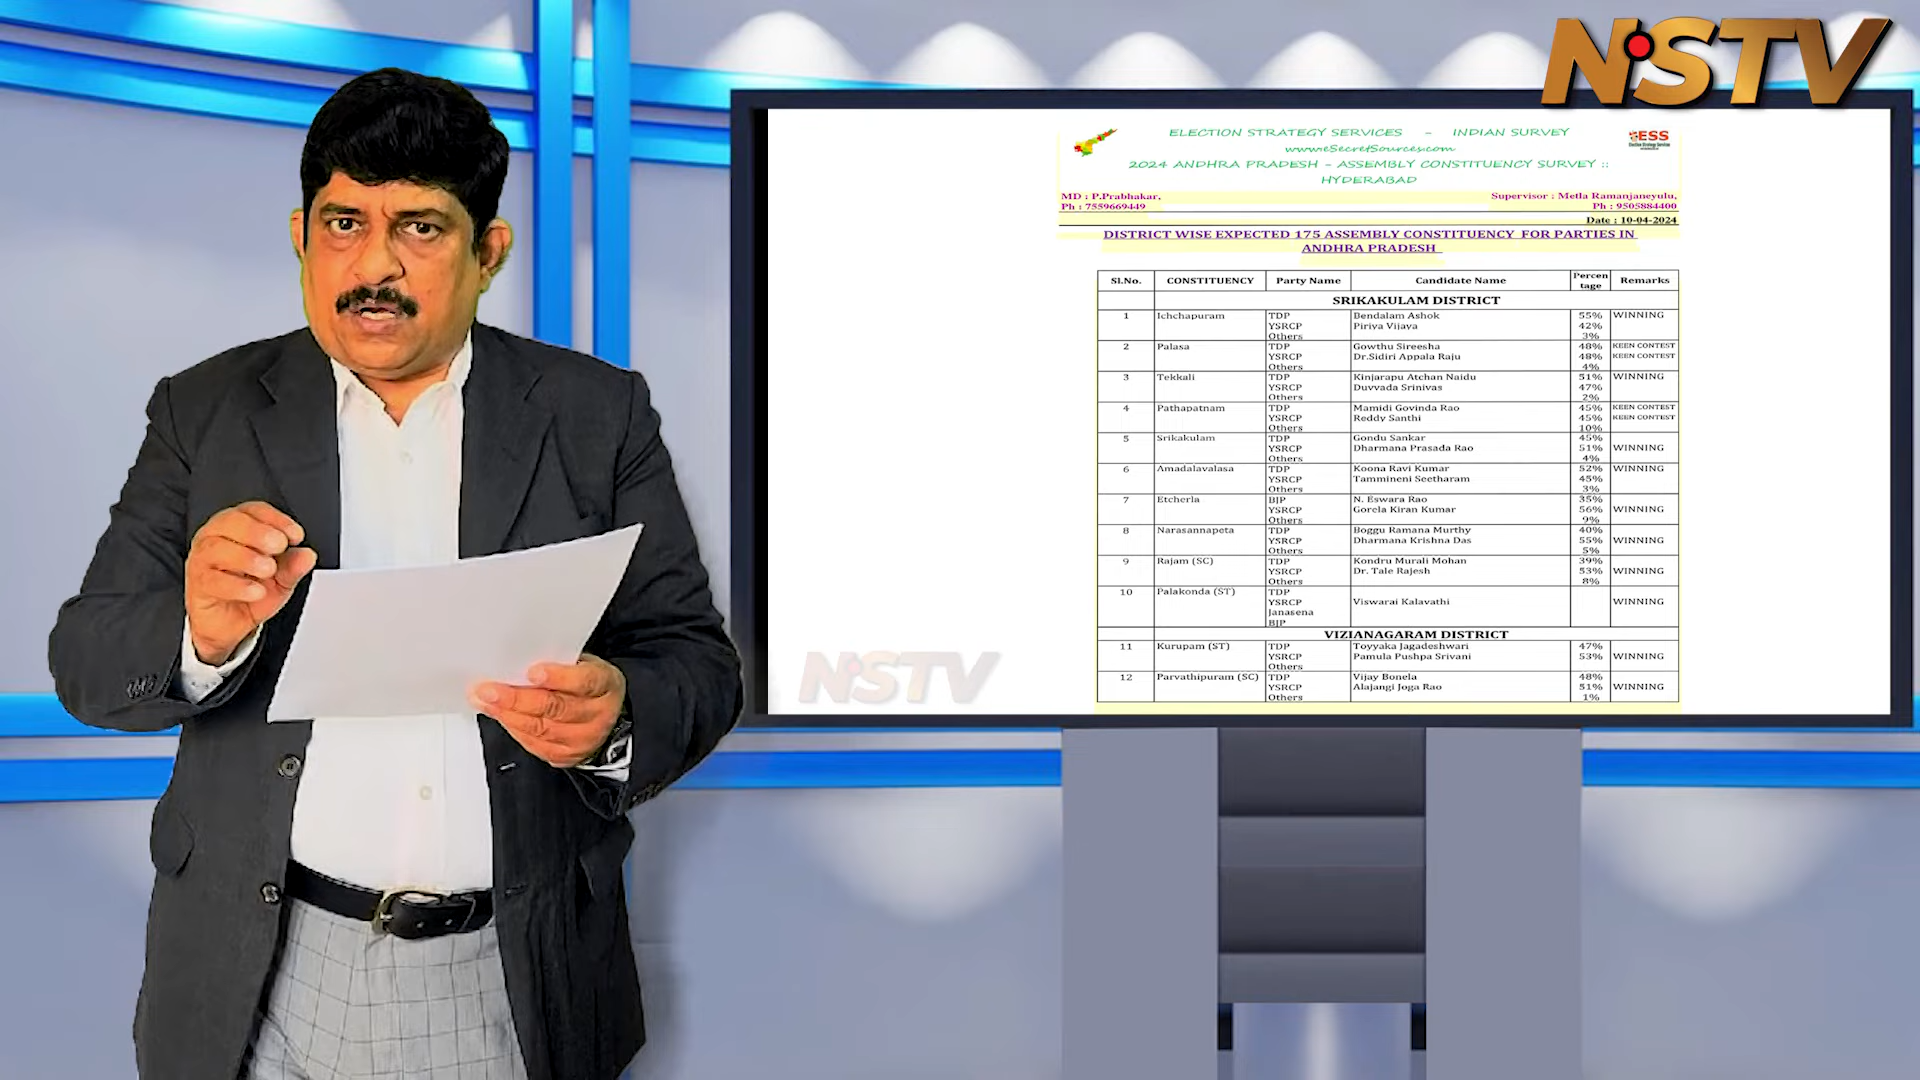 NSTV
ELECTION STRATEGY SERVICES - INDIAN SURVEY
ESS
www.eSecretSources.com
2024 ANDHRA PRADESH - ASSEMBLY CONSTITUENCY SURVEY ::
HYDERABAD
MD : P.Prabhakar, Supervisor : Metla Ramanjaneyulu,
Ph : 7559669449 Ph : 9505884400
Date : 10-04-2024
DISTRICT WISE EXPECTED 175 ASSEMBLY CONSTITUENCY FOR PARTIES IN
ANDHRA PRADESH
Sl.No. CONSTITUENCY Party Name Candidate Name Percen tage Remarks
SRIKAKULAM DISTRICT
1 Ichchapuram TDP Bendalam Ashok 55% WINNING
YSRCP Piriya Vijaya 42%
Others 3%
2 Palasa TDP Gowthu Sireesha 48% KEEN CONTEST
YSRCP Dr.Sidiri Appala Raju 48% KEEN CONTEST
Others 4%
3 Tekkali TDP Kinjarapu Atchan Naidu 51% WINNING
YSRCP Duvvada Srinivas 47%
Others 2%
4 Pathapatnam TDP Mamidi Govinda Rao 45% KEEN CONTEST
YSRCP Reddy Santhi 45% KEEN CONTEST
Others 10%
5 Srikakulam TDP Gondu Sankar 45%
YSRCP Dharmana Prasada Rao 51% WINNING
Others 4%
6 Amadalavalasa TDP Koona Ravi Kumar 52% WINNING
YSRCP Tammineni Seetharam 45%
Others 3%
7 Etcherla BJP N. Eswara Rao 35%
YSRCP Gorela Kiran Kumar 56% WINNING
Others 9%
8 Narasannapeta TDP Boggu Ramana Murthy 40%
YSRCP Dharmana Krishna Das 55% WINNING
Others 5%
9 Rajam (SC) TDP Kondru Murali Mohan 39%
YSRCP Dr. Tale Rajesh 53% WINNING
Others 8%
10 Palakonda (ST) TDP
YSRCP Viswarai Kalavathi WINNING
Janasena
BJP
VIZIANAGARAM DISTRICT
11 Kurupam (ST) TDP Toyyaka Jagadeshwari 47%
YSRCP Pamula Pushpa Srivani 53% WINNING
Others
12 Parvathipuram (SC) TDP Vijay Bonela 48%
YSRCP Alajangi Joga Rao 51% WINNING
Others 1%
NSTV